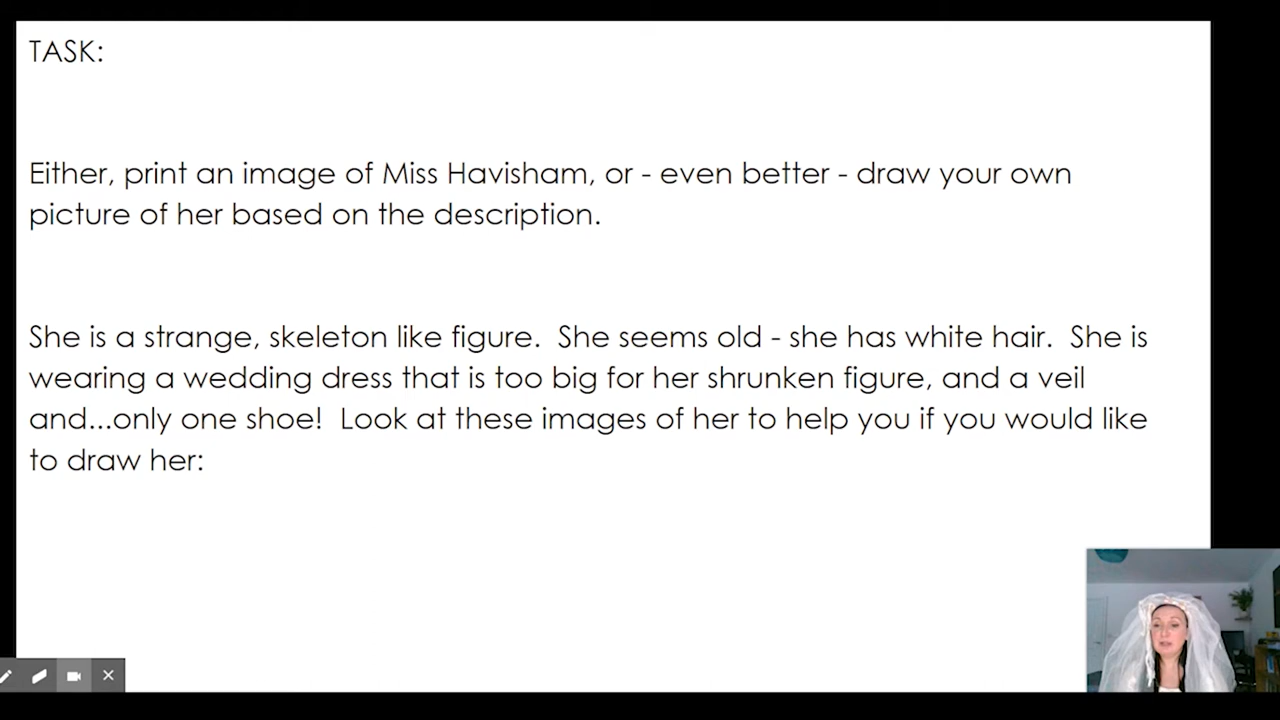 TASK:
Either, print an image of Miss Havisham, or - even better - draw your own
picture of her based on the description.
She is a strange, skeleton like figure.  She seems old - she has white hair.  She is
wearing a wedding dress that is too big for her shrunken figure, and a veil
and...only one shoe!  Look at these images of her to help you if you would like
to draw her: